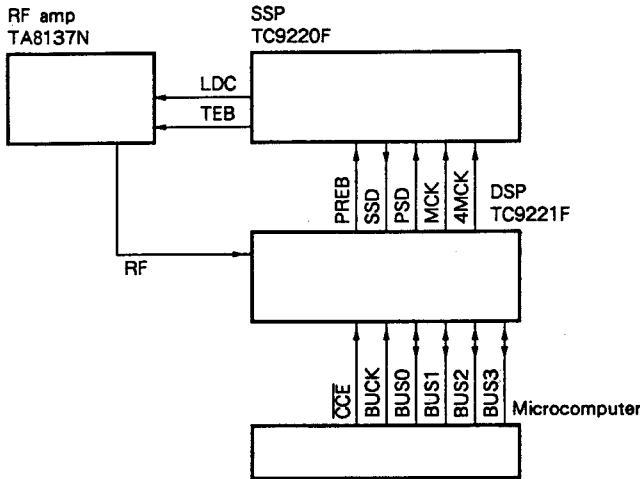 RF amp
TA8137N
SSP
TC9220F
LDC
TEB
PREB
SSD
PSD
MCK
4MCK
DSP
TC9221F
RF
C̅C̅E̅
BUCK
BUS0
BUS1
BUS2
BUS3
Microcomputer